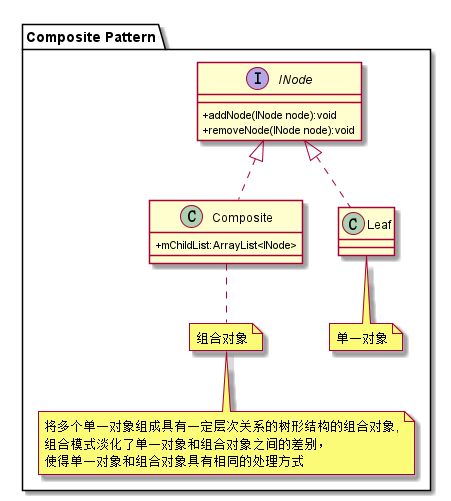 Composite Pattern
I INode
+addNode(INode node):void
+removeNode(INode node):void
C Composite
+mChildList:ArrayList<INode>
C Leaf
组合对象
单一对象
将多个单一对象组成具有一定层次关系的树形结构的组合对象,
组合模式淡化了单一对象和组合对象之间的差别，
使得单一对象和组合对象具有相同的处理方式